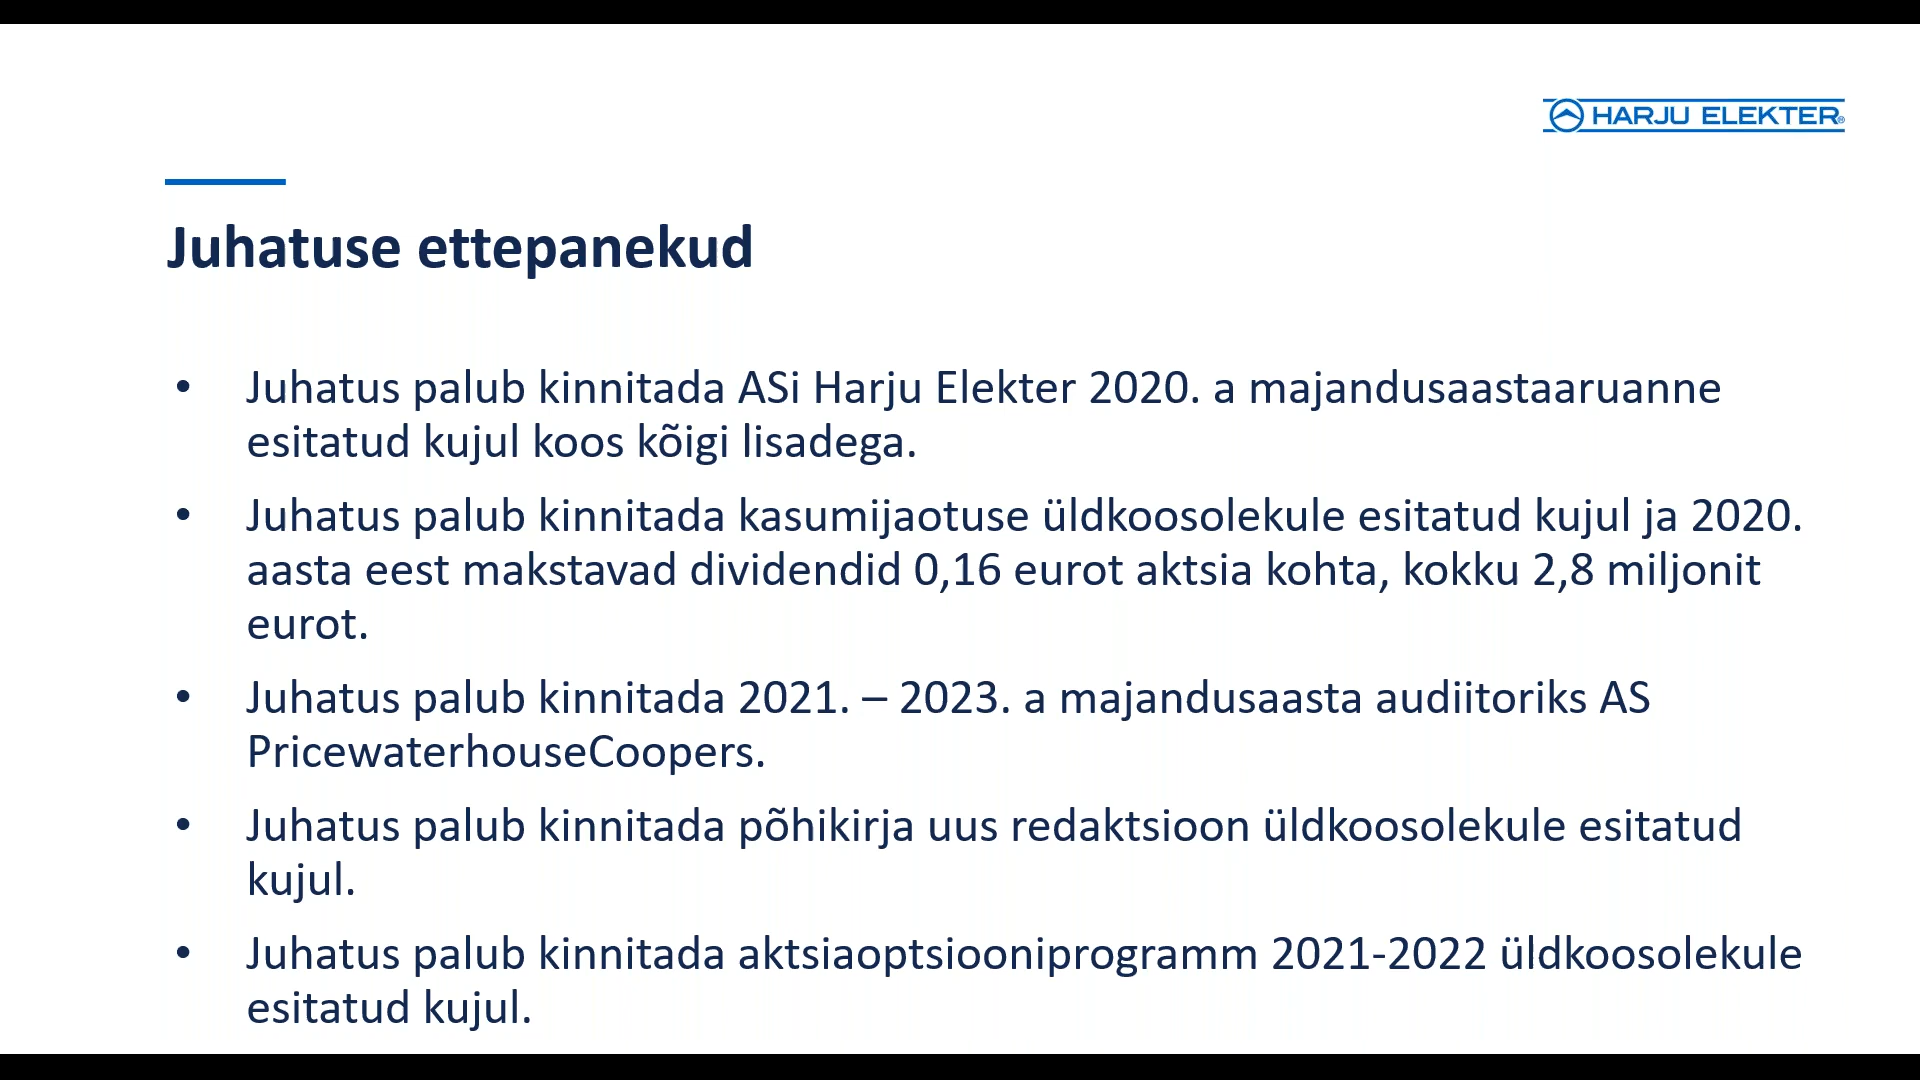 HARJU ELEKTER®
Juhatuse ettepanekud
• Juhatus palub kinnitada ASi Harju Elekter 2020. a majandusaastaaruanne
esitatud kujul koos kõigi lisadega.
• Juhatus palub kinnitada kasumijaotuse üldkoosolekule esitatud kujul ja 2020.
aasta eest makstavad dividendid 0,16 eurot aktsia kohta, kokku 2,8 miljonit
eurot.
• Juhatus palub kinnitada 2021. – 2023. a majandusaasta audiitoriks AS
PricewaterhouseCoopers.
• Juhatus palub kinnitada põhikirja uus redaktsioon üldkoosolekule esitatud
kujul.
• Juhatus palub kinnitada aktsiaoptsiooniprogramm 2021-2022 üldkoosolekule
esitatud kujul.